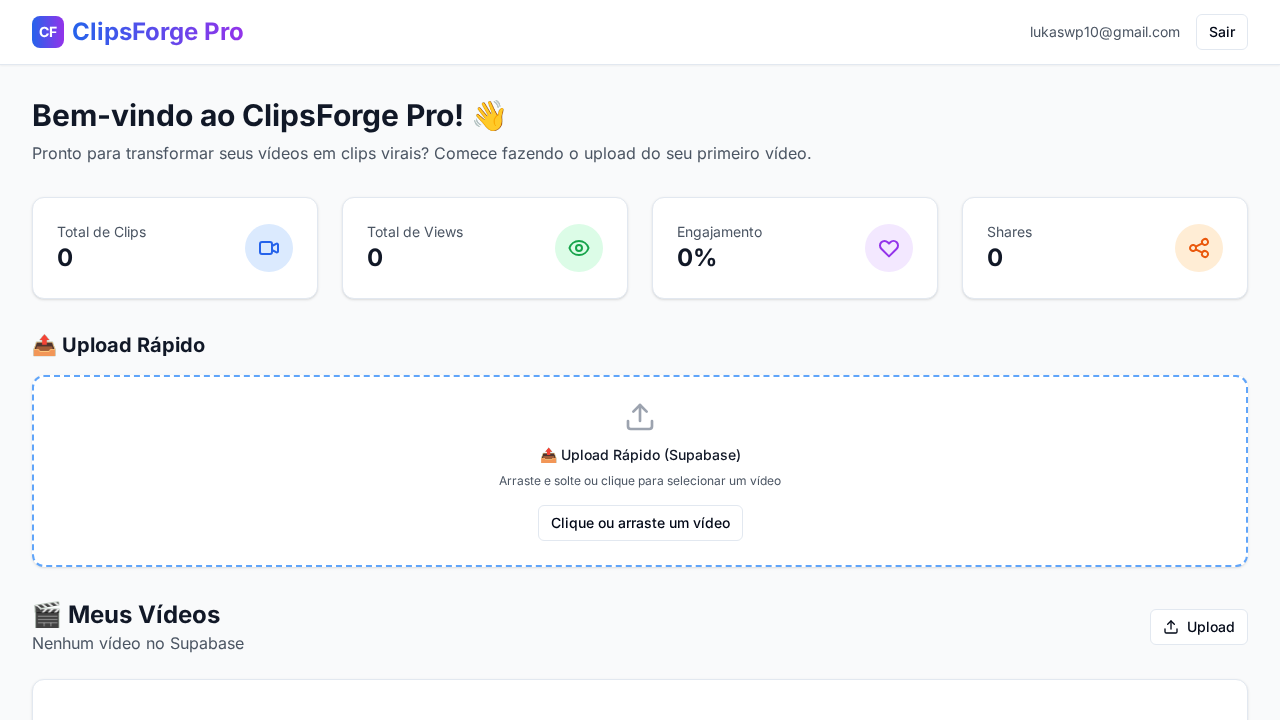 CF ClipsForge Pro
lukaswp10@gmail.com
Sair
Bem-vindo ao ClipsForge Pro! 👋
Pronto para transformar seus vídeos em clips virais? Comece fazendo o upload do seu primeiro vídeo.
Total de Clips
0
Total de Views
0
Engajamento
0%
Shares
0
📤 Upload Rápido
📤 Upload Rápido (Supabase)
Arraste e solte ou clique para selecionar um vídeo
Clique ou arraste um vídeo
🎬 Meus Vídeos
Nenhum vídeo no Supabase
Upload